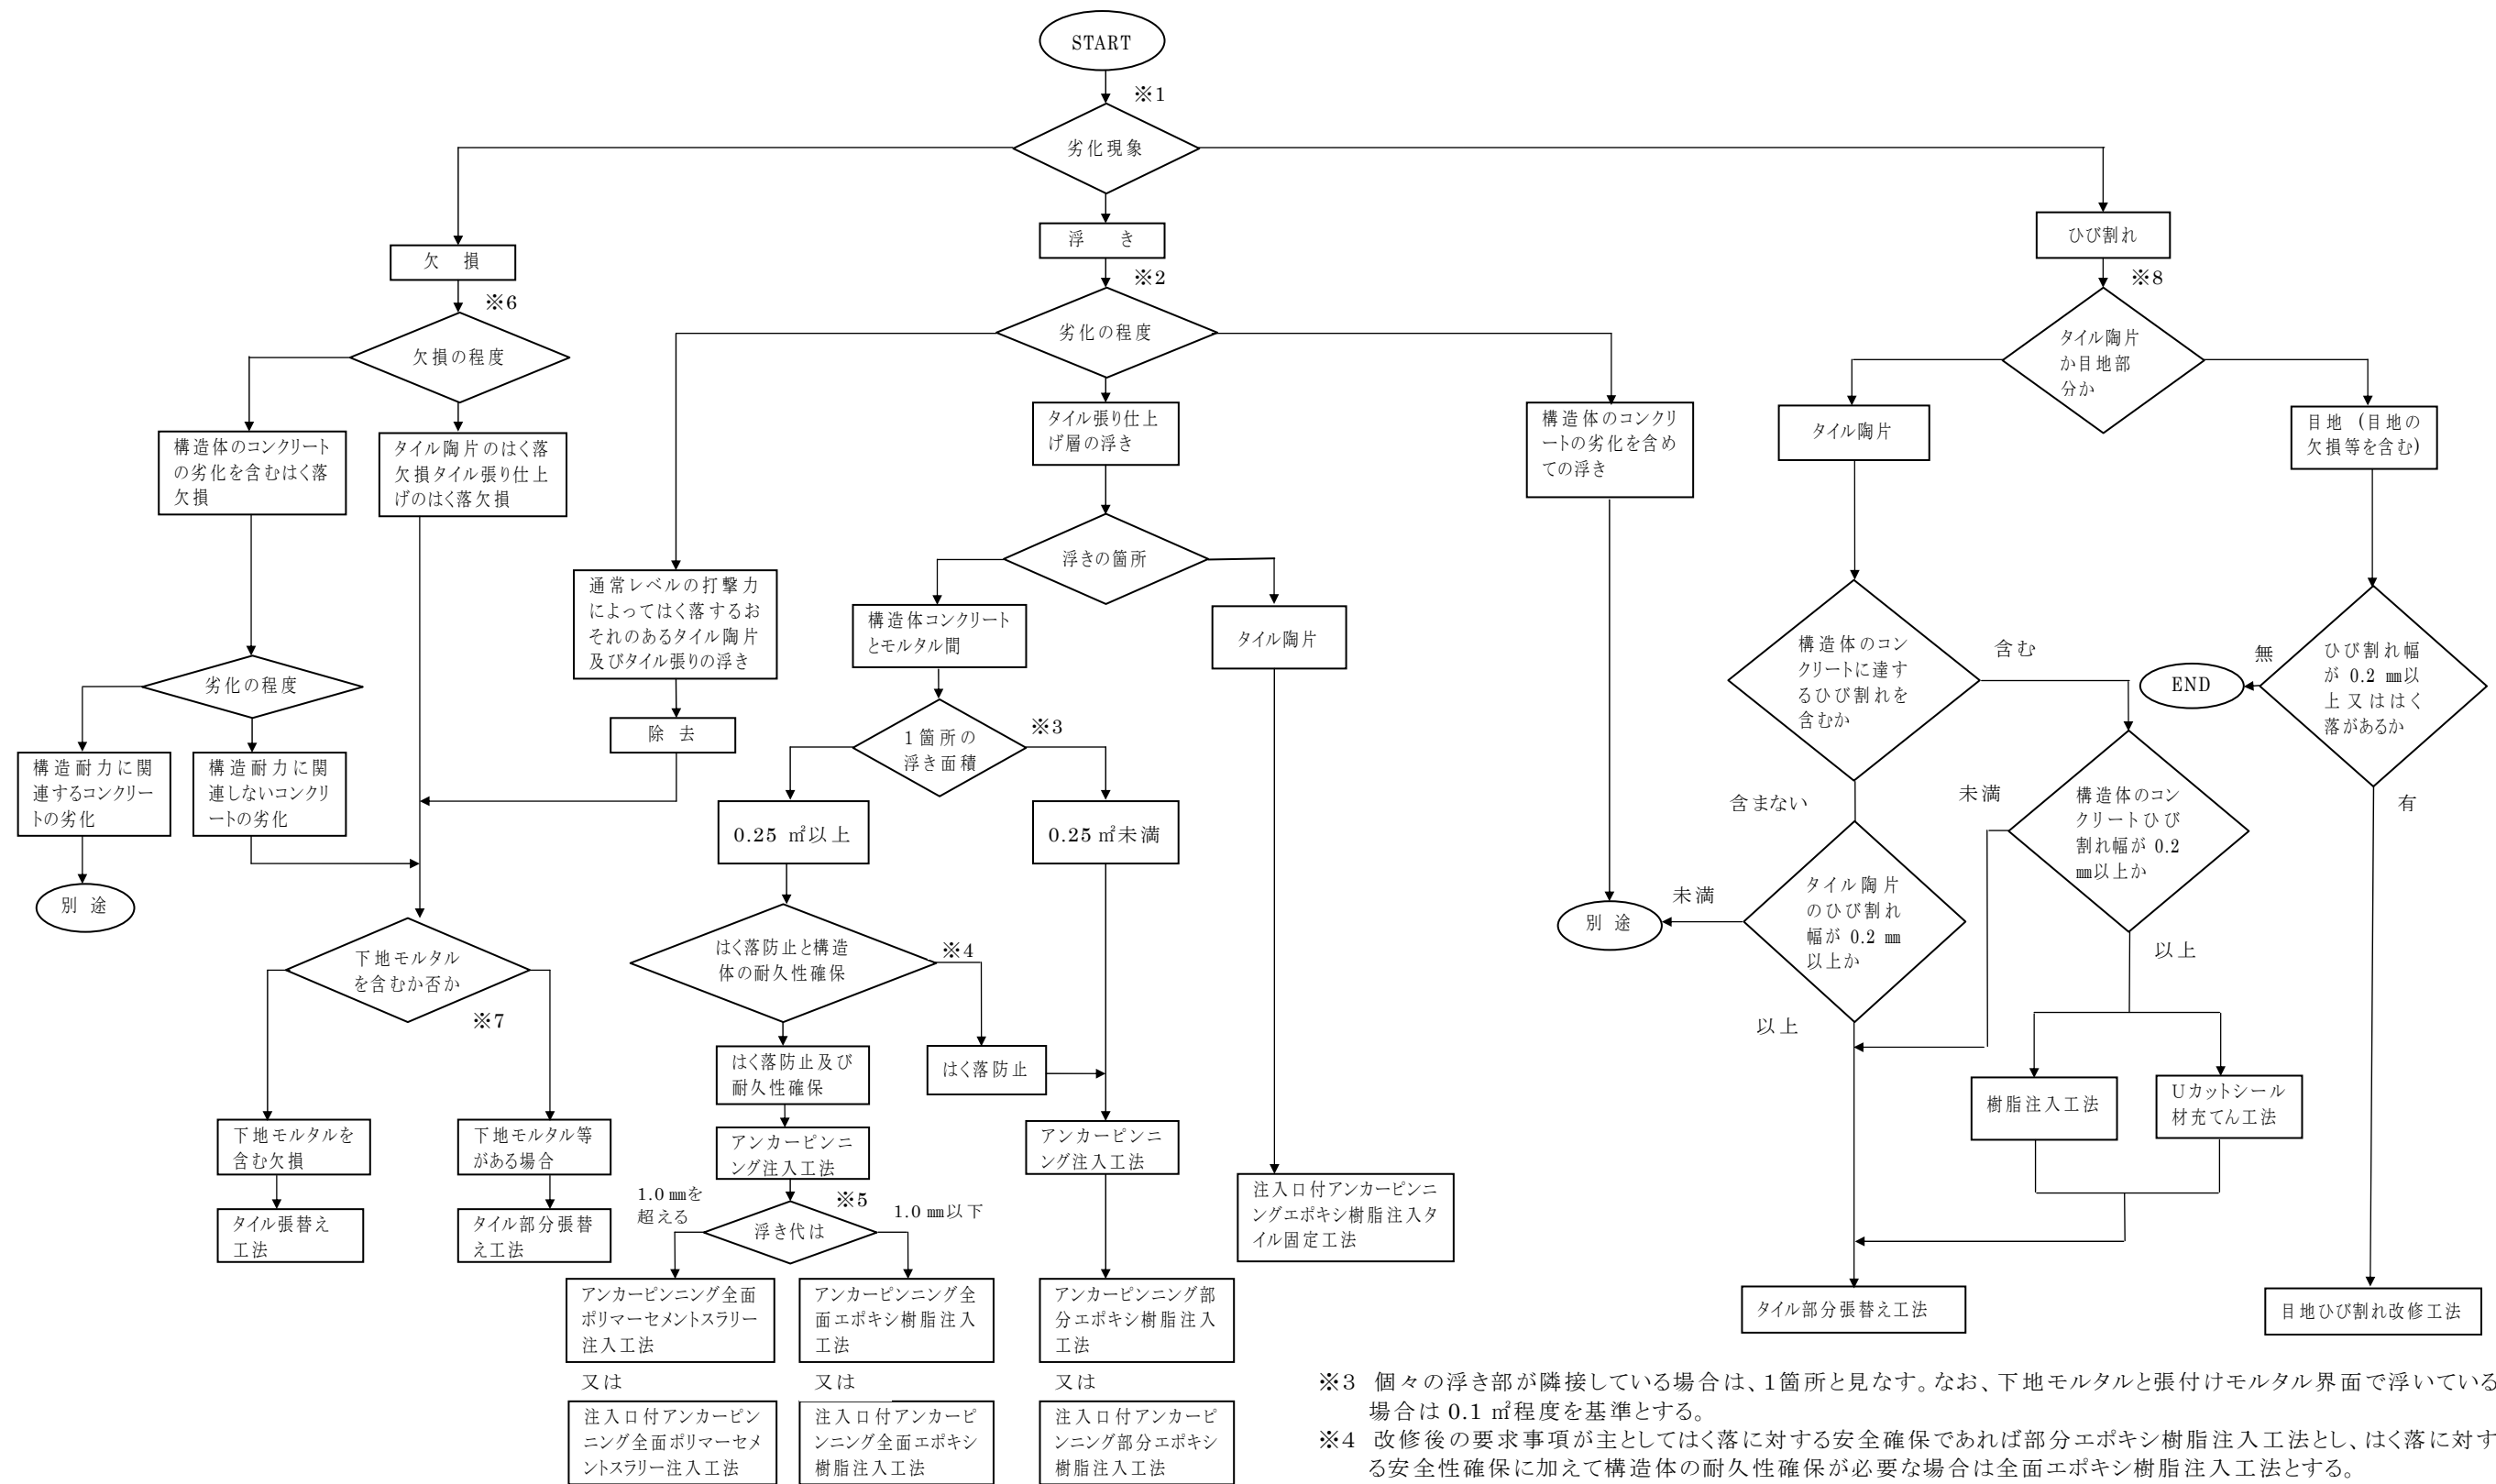 START
※1
劣化現象
欠　損
※6
欠損の程度
構造体のコンクリート
の劣化を含むはく落
欠損
タイル陶片のはく落
欠損タイル張り仕上
げのはく落欠損
劣化の程度
構造耐力に関
連するコンクリー
トの劣化
構造耐力に関
連しないコンクリ
ートの劣化
別 途
下地モルタル
を含むか否か
※7
下地モルタルを
含む欠損
下地モルタル等
がある場合
タイル張替え
工法
タイル部分張替
え工法
浮　き
※2
劣化の程度
通常レベルの打撃力
によってはく落するお
それのあるタイル陶片
及びタイル張りの浮き
除 去
タイル張り仕上
げ層の浮き
構造体のコンクリ
ートの劣化を含め
ての浮き
浮きの箇所
構造体コンクリート
とモルタル間
タイル陶片
1箇所の
浮き面積
※3
0.25 ㎡以上
0.25㎡未満
はく落防止と構造
体の耐久性確保
※4
はく落防止及び
耐久性確保
はく落防止
アンカーピンニ
ング注入工法
アンカーピンニ
ング注入工法
1.0㎜を
超える
※5
浮き代は
1.0㎜以下
注入口付アンカーピンニ
ングエポキシ樹脂注入タ
イル固定工法
アンカーピンニング全面
ポリマーセメントスラリー
注入工法
アンカーピンニング全
面エポキシ樹脂注入
工法
アンカーピンニング部
分エポキシ樹脂注入
工法
又は
又は
又は
注入口付アンカーピン
ニング全面ポリマーセメ
ントスラリー注入工法
注入口付アンカーピ
ンニング全面エポキシ
樹脂注入工法
注入口付アンカーピ
ンニング部分エポキシ
樹脂注入工法
ひび割れ
※8
タイル陶片
か目地部
分か
タイル陶片
目地 (目地の
欠損等を含む)
構造体のコン
クリートに達す
るひび割れを
含むか
含む
含まない
無
END
ひび割れ幅
が 0.2 ㎜以
上又ははく
落があるか
有
未満
構造体のコン
クリートひび
割れ幅が 0.2
㎜以上か
以上
別 途
未満
タイル陶片
のひび割れ
幅が 0.2 ㎜
以上か
以上
樹脂注入工法
Uカットシール
材充てん工法
タイル部分張替え工法
目地ひび割れ改修工法
※3 個々の浮き部が隣接している場合は、1箇所と見なす。なお、下地モルタルと張付けモルタル界面で浮いている
場合は 0.1 ㎡程度を基準とする。
※4 改修後の要求事項が主としてはく落に対する安全確保であれば部分エポキシ樹脂注入工法とし、はく落に対す
る安全性確保に加えて構造体の耐久性確保が必要な場合は全面エポキシ樹脂注入工法とする。